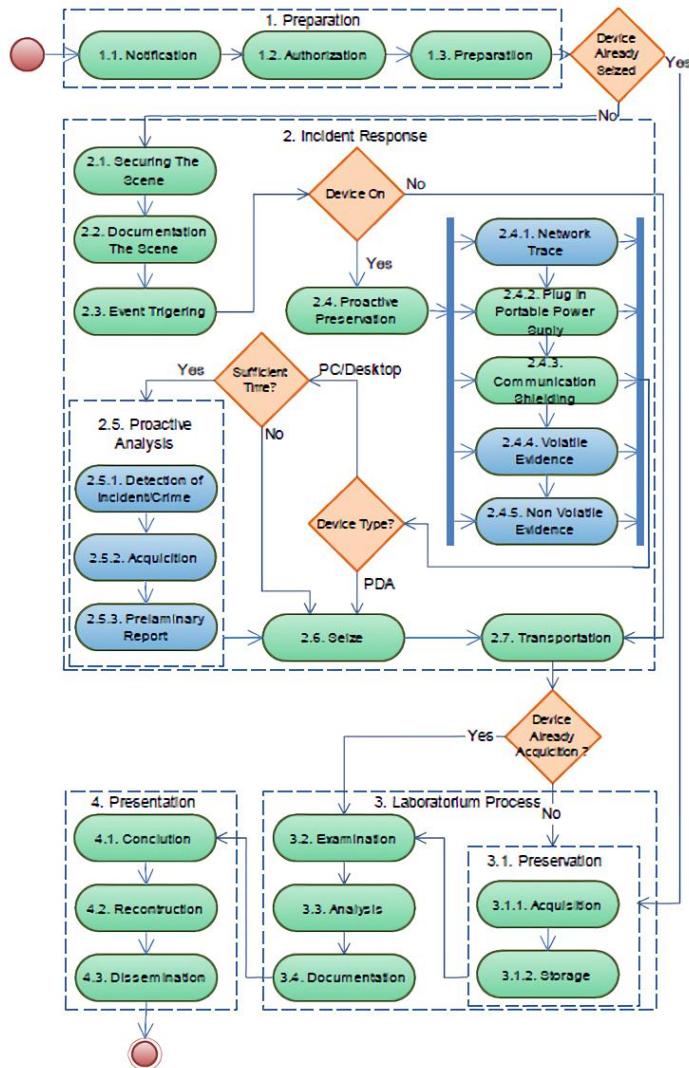 1. Preparation
1.1. Notification
1.2. Authorization
1.3. Preparation
Device
Already
Seized
Yes
No
2. Incident Response
2.1. Securing The
Scene
2.2. Documentation
The Scene
2.3. Event Trigering
Device On
No
Yes
2.4. Proactive
Preservation
2.4.1. Network
Trace
2.4.2. Plug in
Portable Power
Suply
2.4.3.
Communication
Shielding
2.4.4. Volatile
Evidence
2.4.5. Non Volatile
Evidence
Sufficient
Time?
PC/Desktop
Yes
No
Device Type?
PDA
2.5. Proactive
Analysis
2.5.1. Detection of
Incident/Crime
2.5.2. Acquicition
2.5.3. Prelaminary
Report
2.6. Seize
2.7. Transportation
Device
Already
Acquicition ?
Yes
No
3. Laboratorium Process
3.1. Preservation
3.1.1. Acquicition
3.1.2. Storage
3.2. Examination
3.3. Analysis
3.4. Documentation
4. Presentation
4.1. Conclution
4.2. Recontruction
4.3. Dissemination